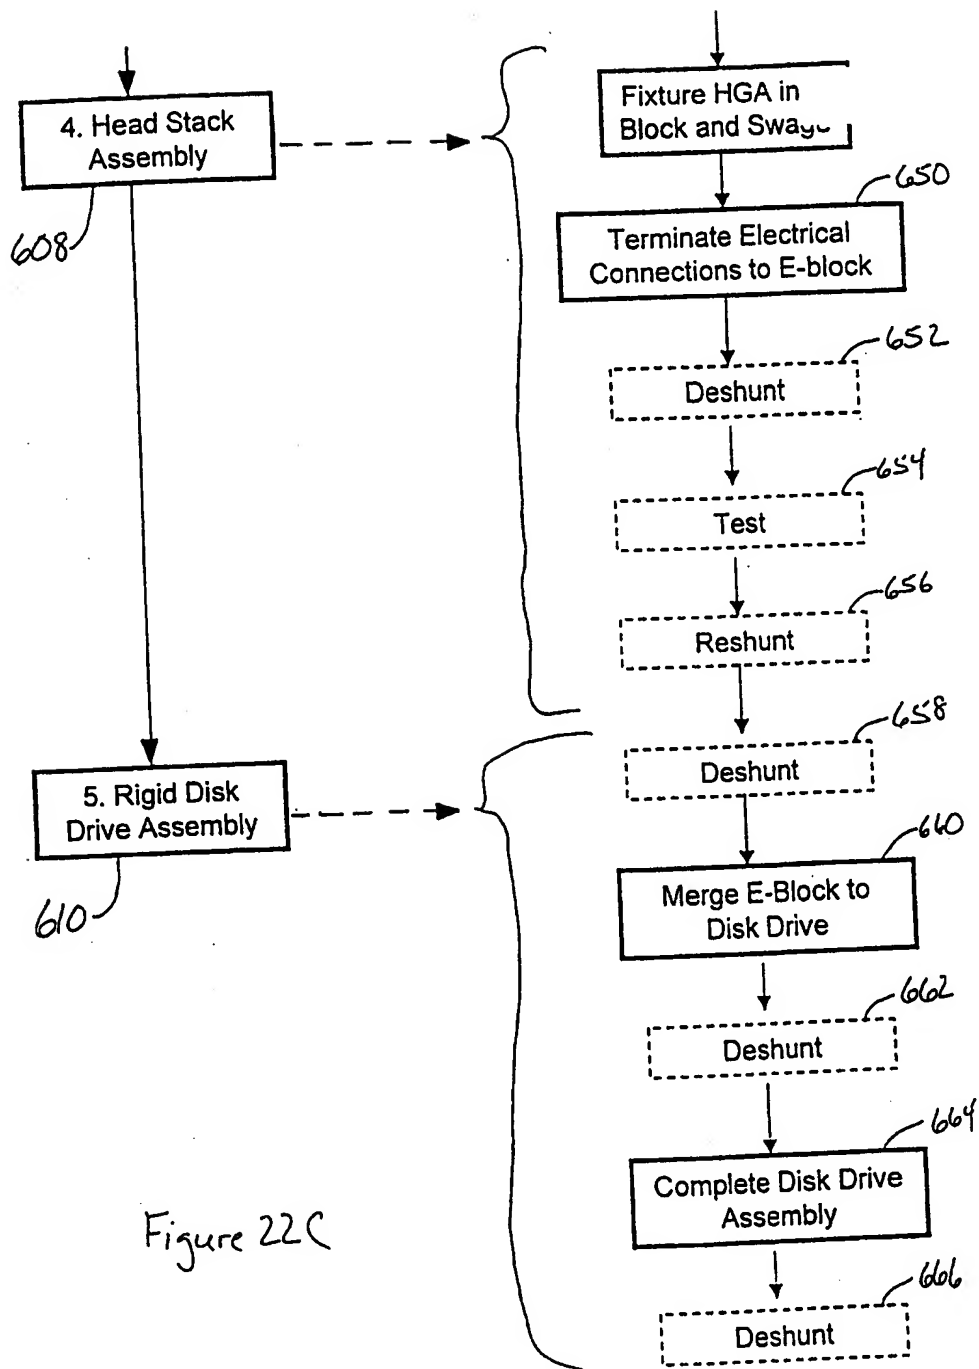 4. Head Stack
Assembly
608
5. Rigid Disk
Drive Assembly
610
Fixture HGA in
Block and
650
Terminate Electrical
Connections to E-block
652
Deshunt
654
Test
656
Reshunt
658
Deshunt
660
Merge E-Block to
Disk Drive
662
Deshunt
664
Complete Disk Drive
Assembly
666
Deshunt
Figure 22C